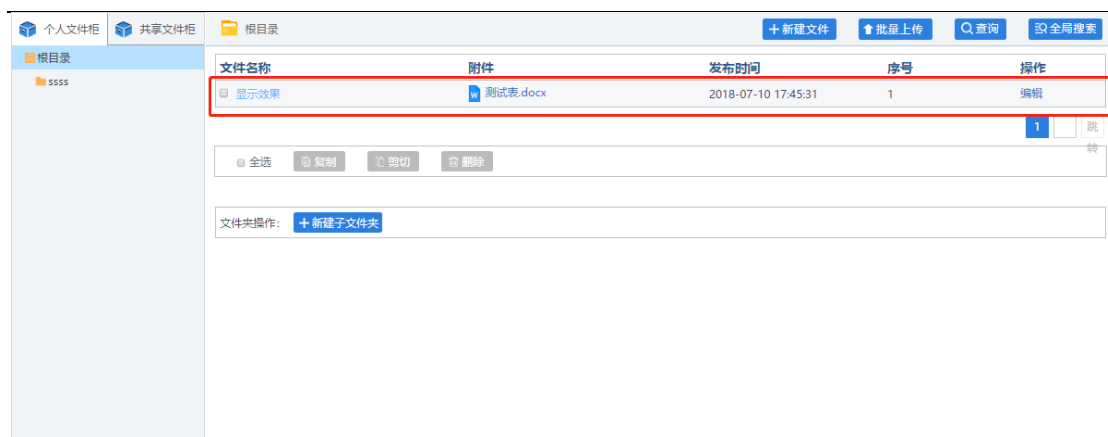 个人文件柜 共享文件柜 根目录 新建文件 批量上传 查询 全局搜索
根目录
ssss
文件名称 附件 发布时间 序号 操作
显示效果 测试表.docx 2018-07-10 17:45:31 1 编辑
1 跳转
全选 复制 剪切 删除
文件夹操作: 新建子文件夹